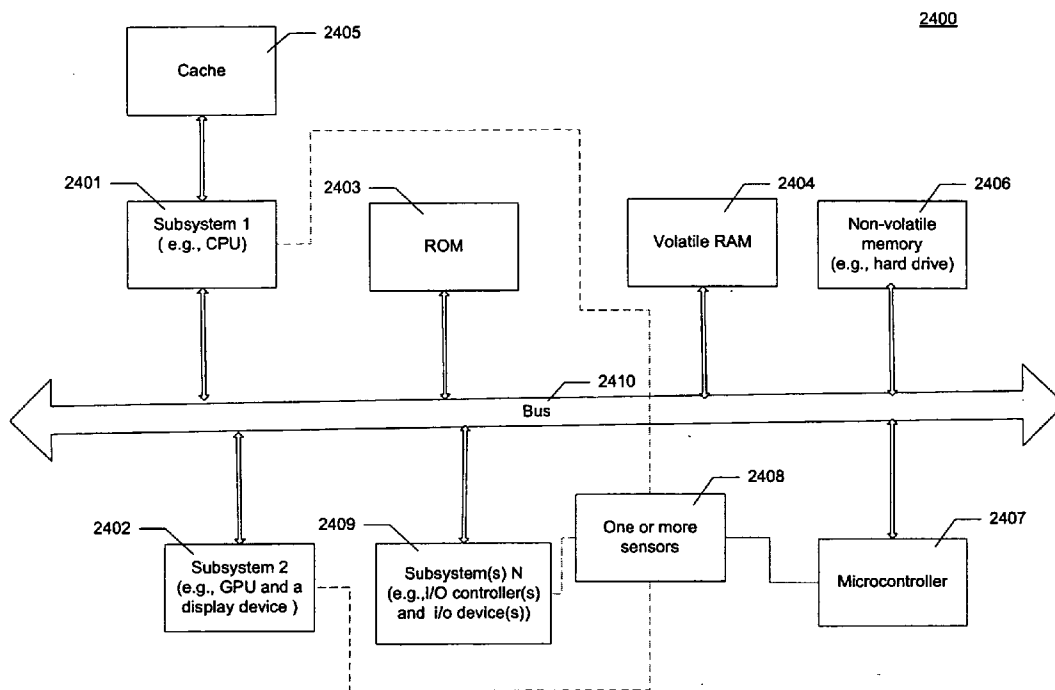 2400
2405
Cache
2401
Subsystem 1
( e.g., CPU)
2403
ROM
2404
Volatile RAM
2406
Non-volatile
memory
(e.g., hard drive)
2410
Bus
2402
Subsystem 2
(e.g., GPU and a
display device )
2409
Subsystem(s) N
(e.g.,I/O controller(s)
and i/o device(s))
2408
One or more
sensors
2407
Microcontroller